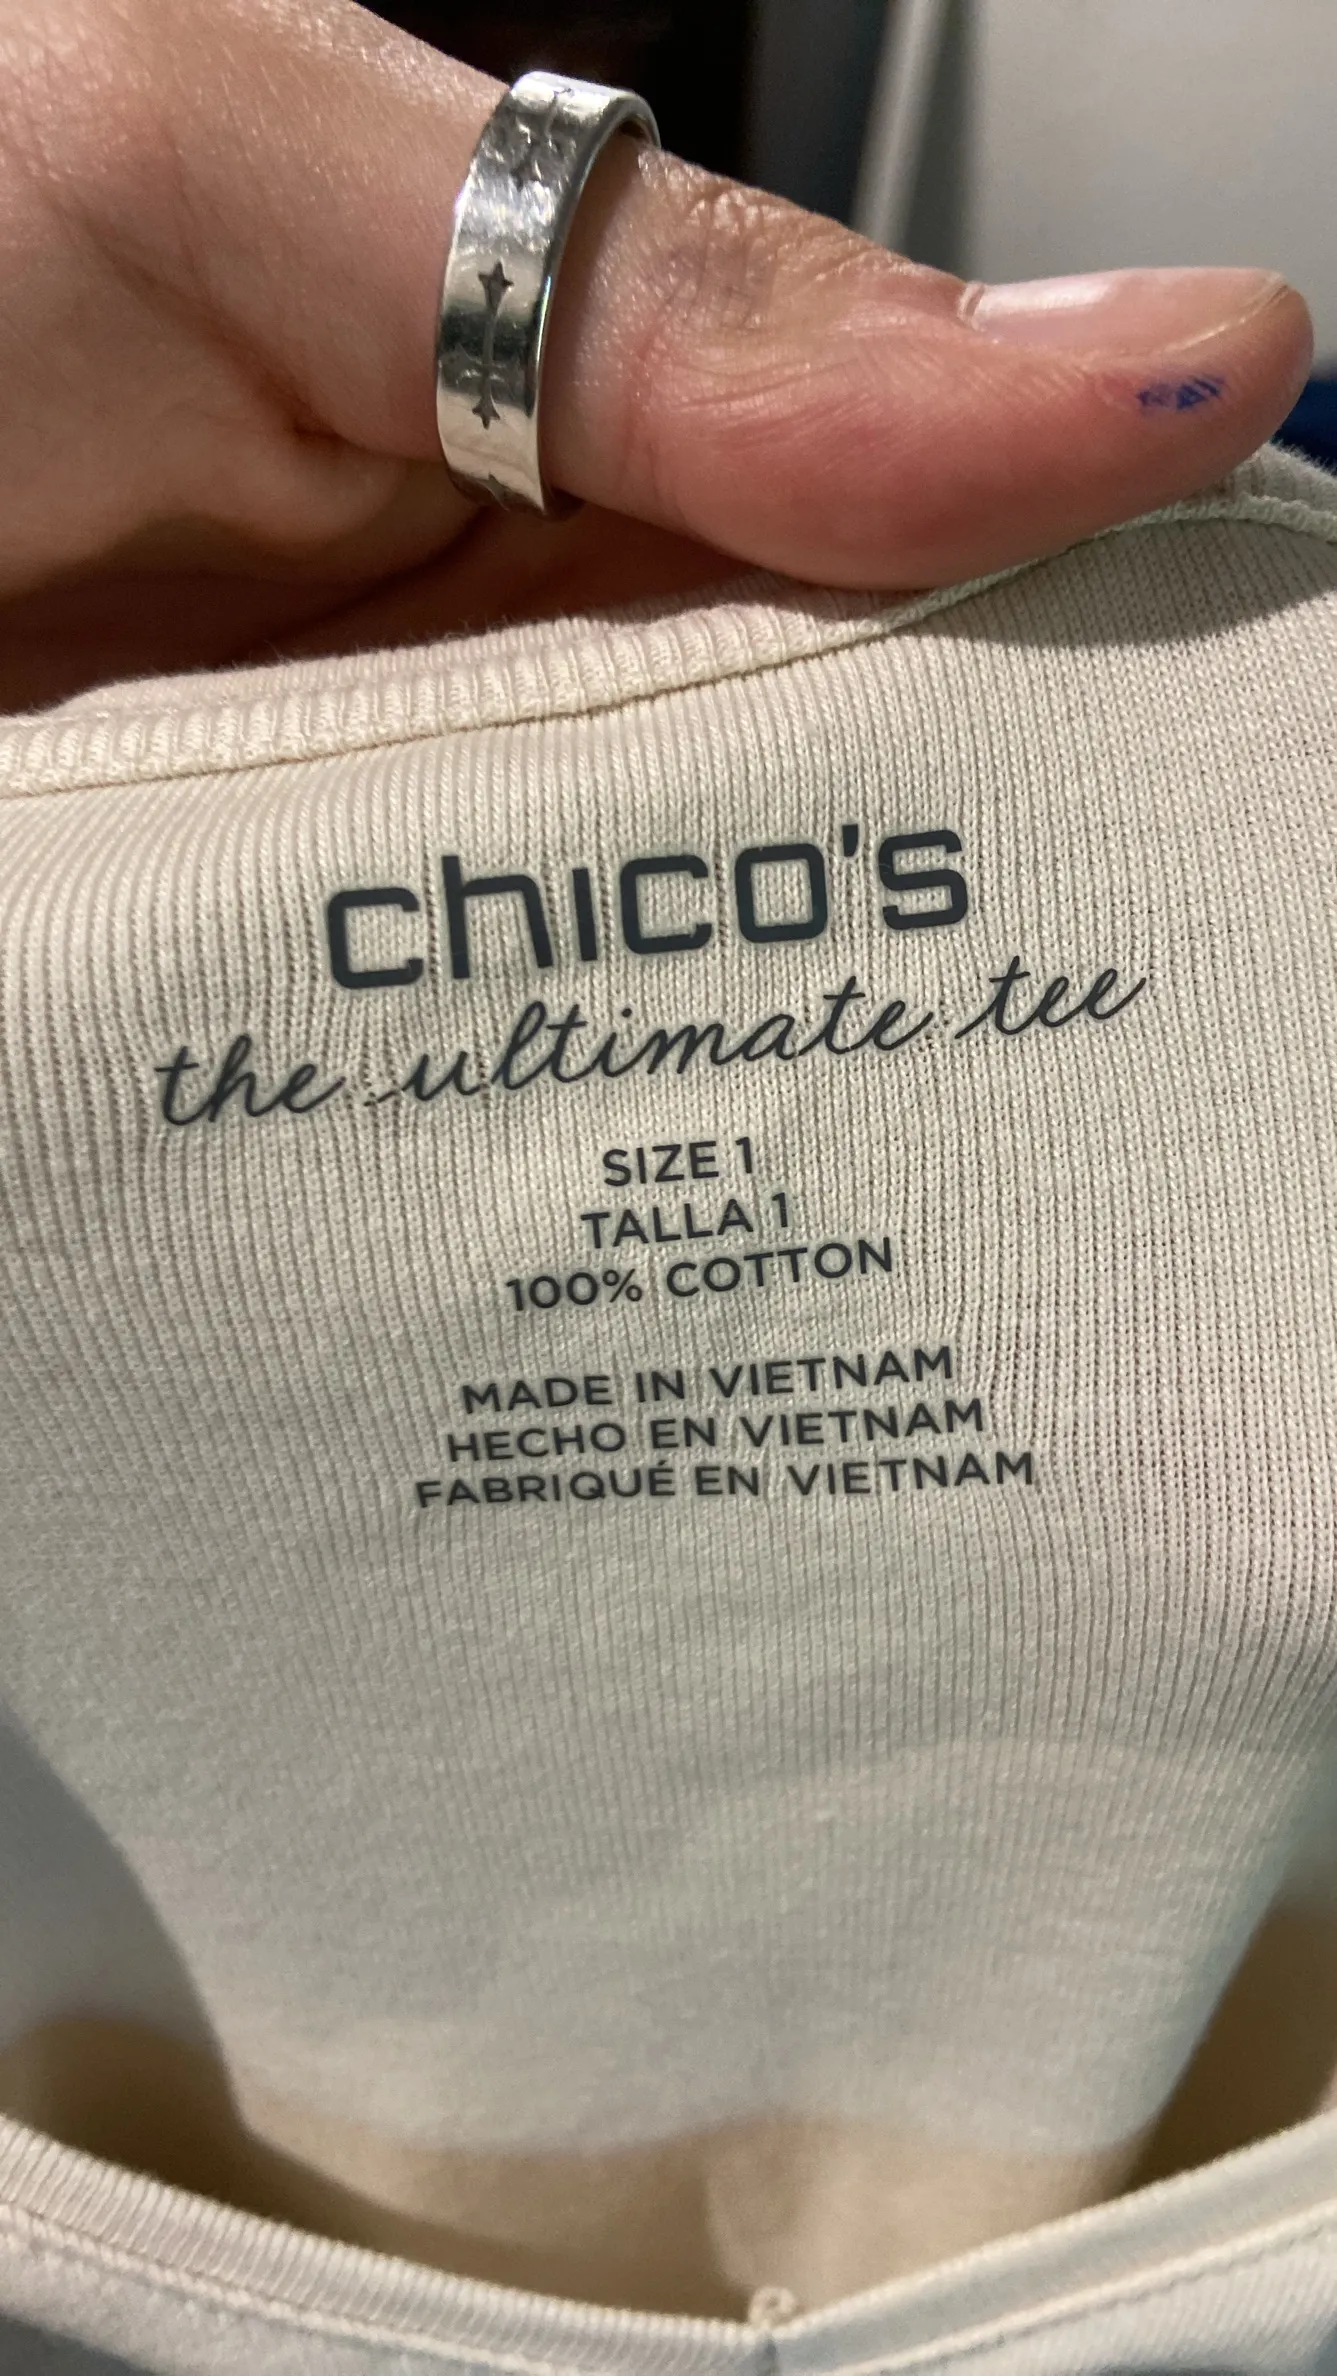 chico's
the ultimate tee
SIZE 1
TALLA 1
100% COTTON
MADE IN VIETNAM
HECHO EN VIETNAM
FABRIQUÉ EN VIETNAM